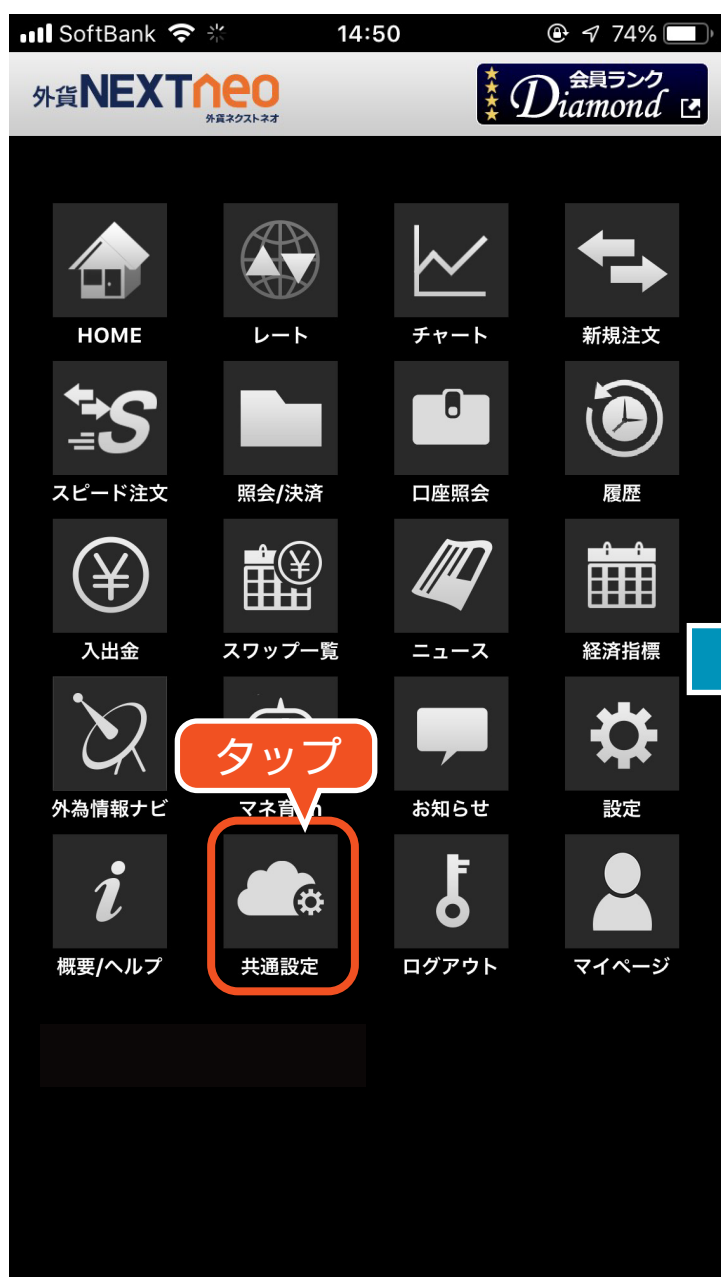 SoftBank 14:50 74%
外貨NEXTneo
外貨ネクストネオ
会員ランク
Diamond
HOME レート チャート 新規注文
スピード注文 照会/決済 口座照会 履歴
入出金 スワップ一覧 ニュース 経済指標
タップ
外為情報ナビ マネ育 お知らせ 設定
概要/ヘルプ 共通設定 ログアウト マイページ